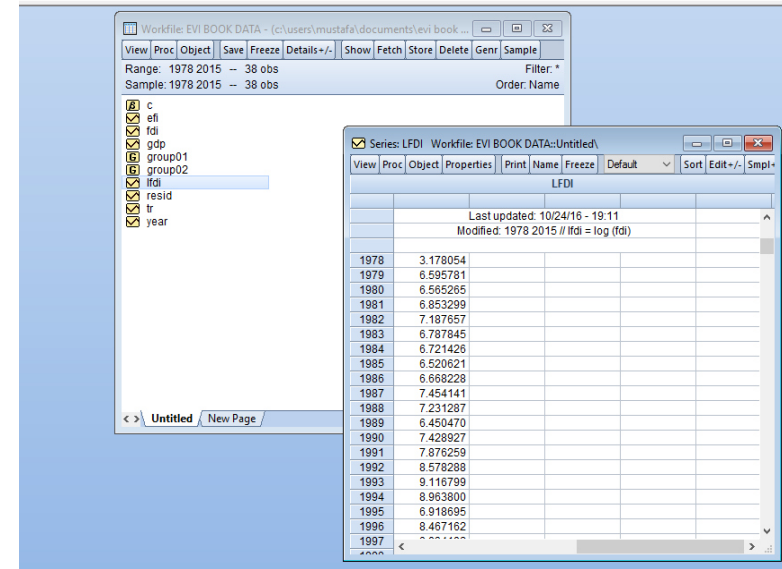 Workfile: EVI BOOK DATA - (c:\users\mustafa\documents\evi book ...
View Proc Object Save Freeze Details+/- Show Fetch Store Delete Genr Sample
Range: 1978 2015 -- 38 obs Filter: *
Sample: 1978 2015 -- 38 obs Order: Name
c
efi
fdi
gdp
group01
group02
lfdi
resid
tr
year
Untitled New Page
Series: LFDI Workfile: EVI BOOK DATA::Untitled\
View Proc Object Properties Print Name Freeze Default Sort Edit+/- Smpl+
LFDI
Last updated: 10/24/16 - 19:11
Modified: 1978 2015 // lfdi = log (fdi)
1978 3.178054
1979 6.595781
1980 6.565265
1981 6.853299
1982 7.187657
1983 6.787845
1984 6.721426
1985 6.520621
1986 6.668228
1987 7.454141
1988 7.231287
1989 6.450470
1990 7.428927
1991 7.876259
1992 8.578288
1993 9.116799
1994 8.963800
1995 6.918695
1996 8.467162
1997